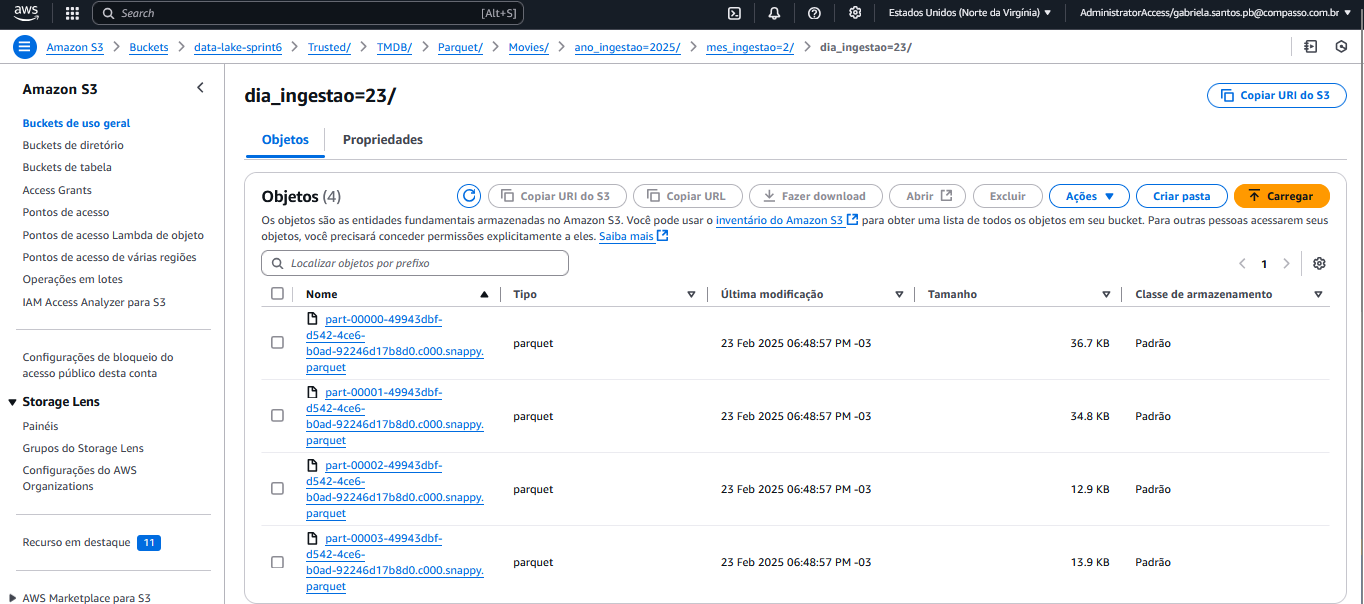 aws
Search [Alt+S]
Estados Unidos (Norte da Virgínia)
AdministratorAccess/gabriela.santos.pb@compasso.com.br
Amazon S3 > Buckets > data-lake-sprint6 > Trusted/ > TMDB/ > Parquet/ > Movies/ > ano_ingestao=2025/ > mes_ingestao=2/ > dia_ingestao=23/
Amazon S3
Buckets de uso geral
Buckets de diretório
Buckets de tabela
Access Grants
Pontos de acesso
Pontos de acesso Lambda de objeto
Pontos de acesso de várias regiões
Operações em lotes
IAM Access Analyzer para S3
Configurações de bloqueio do
acesso público desta conta
Storage Lens
Painéis
Grupos do Storage Lens
Configurações do AWS
Organizations
Recurso em destaque 11
AWS Marketplace para S3
dia_ingestao=23/
Copiar URI do S3
Objetos
Propriedades
Objetos (4)
Copiar URI do S3
Copiar URL
Fazer download
Abrir
Excluir
Ações
Criar pasta
Carregar
Os objetos são as entidades fundamentais armazenadas no Amazon S3. Você pode usar o inventário do Amazon S3 para obter uma lista de todos os objetos em seu bucket. Para outras pessoas acessarem seus
objetos, você precisará conceder permissões explicitamente a eles. Saiba mais
Localizar objetos por prefixo
1
Nome Tipo Última modificação Tamanho Classe de armazenamento
part-00000-49943dbf-
d542-4ce6-
b0ad-92246d17b8d0.c000.snappy.
parquet
parquet 23 Feb 2025 06:48:57 PM -03 36.7 KB Padrão
part-00001-49943dbf-
d542-4ce6-
b0ad-92246d17b8d0.c000.snappy.
parquet
parquet 23 Feb 2025 06:48:57 PM -03 34.8 KB Padrão
part-00002-49943dbf-
d542-4ce6-
b0ad-92246d17b8d0.c000.snappy.
parquet
parquet 23 Feb 2025 06:48:57 PM -03 12.9 KB Padrão
part-00003-49943dbf-
d542-4ce6-
b0ad-92246d17b8d0.c000.snappy.
parquet
parquet 23 Feb 2025 06:48:57 PM -03 13.9 KB Padrão